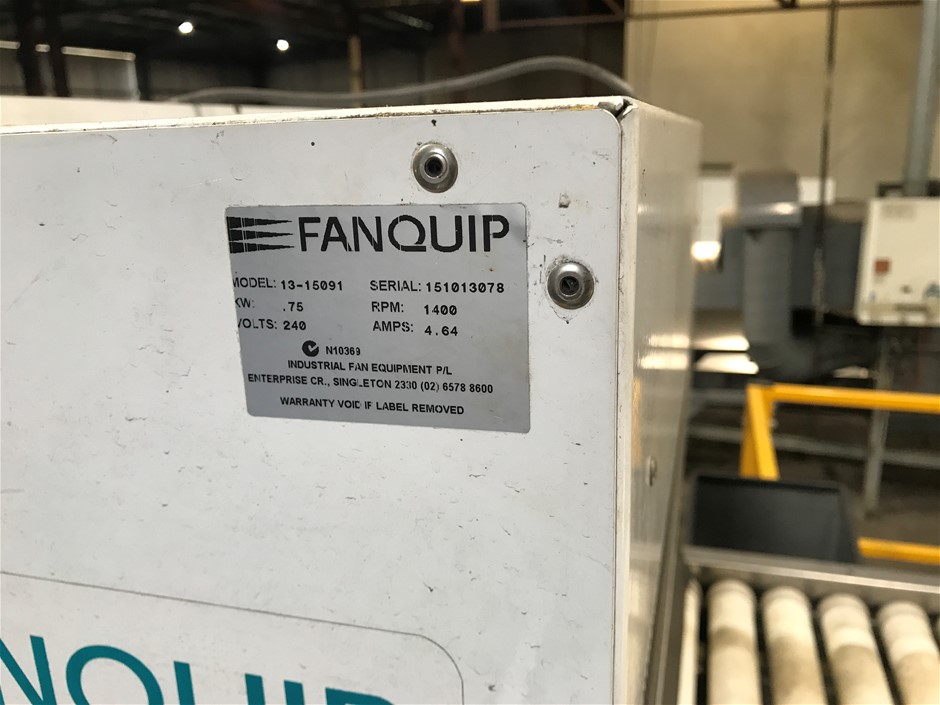 FANQUIP
MODEL: 13-15091 SERIAL: 151013078
KW: .75 RPM: 1400
VOLTS: 240 AMPS: 4.64
N10369
INDUSTRIAL FAN EQUIPMENT P/L
ENTERPRISE CR., SINGLETON 2330 (02) 6578 8600
WARRANTY VOID IF LABEL REMOVED
NQUIP